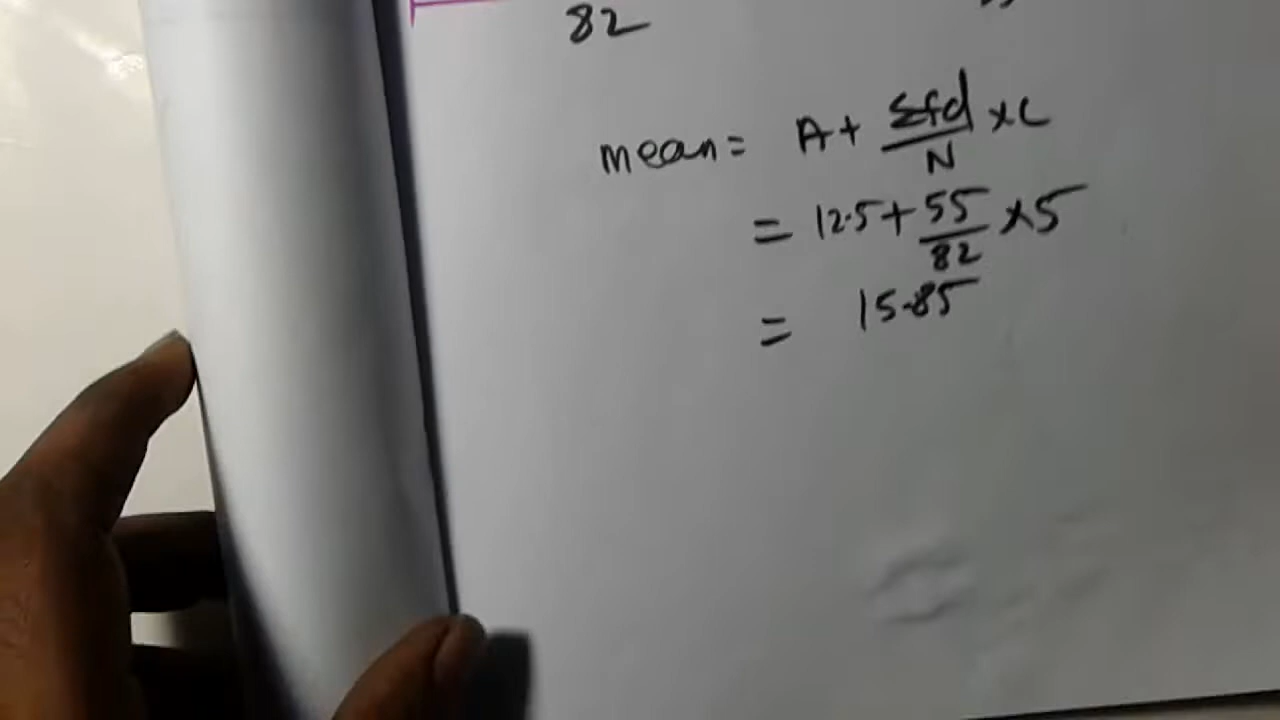 82
mean = A + Σfd/N × C
= 12.5 + 55/82 × 5
= 15.85